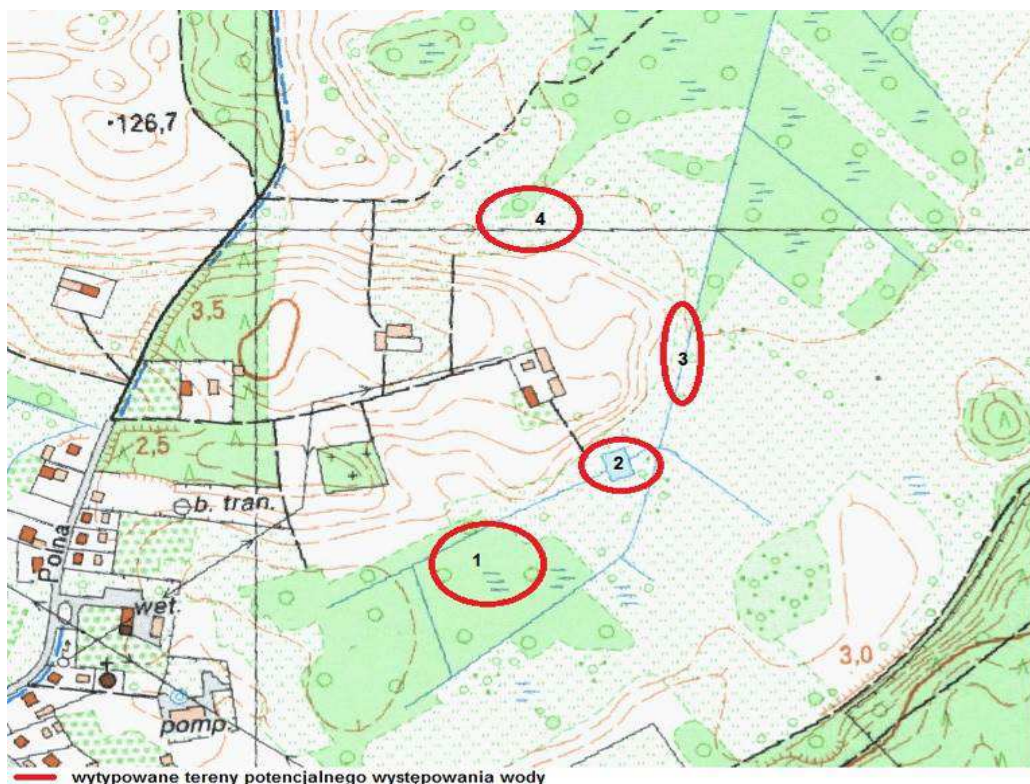 126,7
4
3,5
3
2,5
2
b. tran.
Polna
1
wet.
3,0
pomp.
wytypowane tereny potencjalnego występowania wody